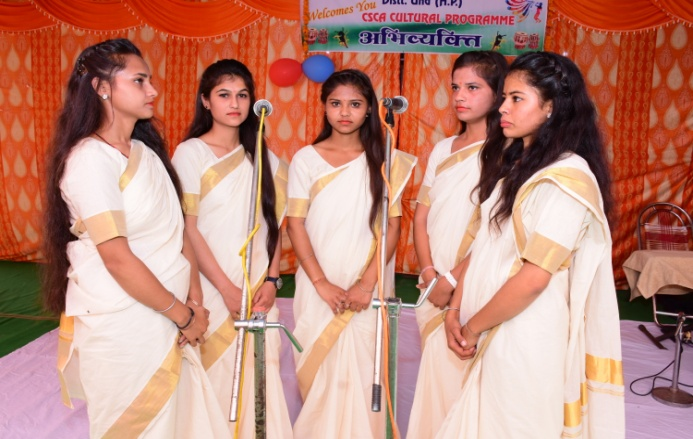 Distt. Una (H.P.)
Welcomes You
CSCA CULTURAL PROGRAMME
अभिव्यक्ति